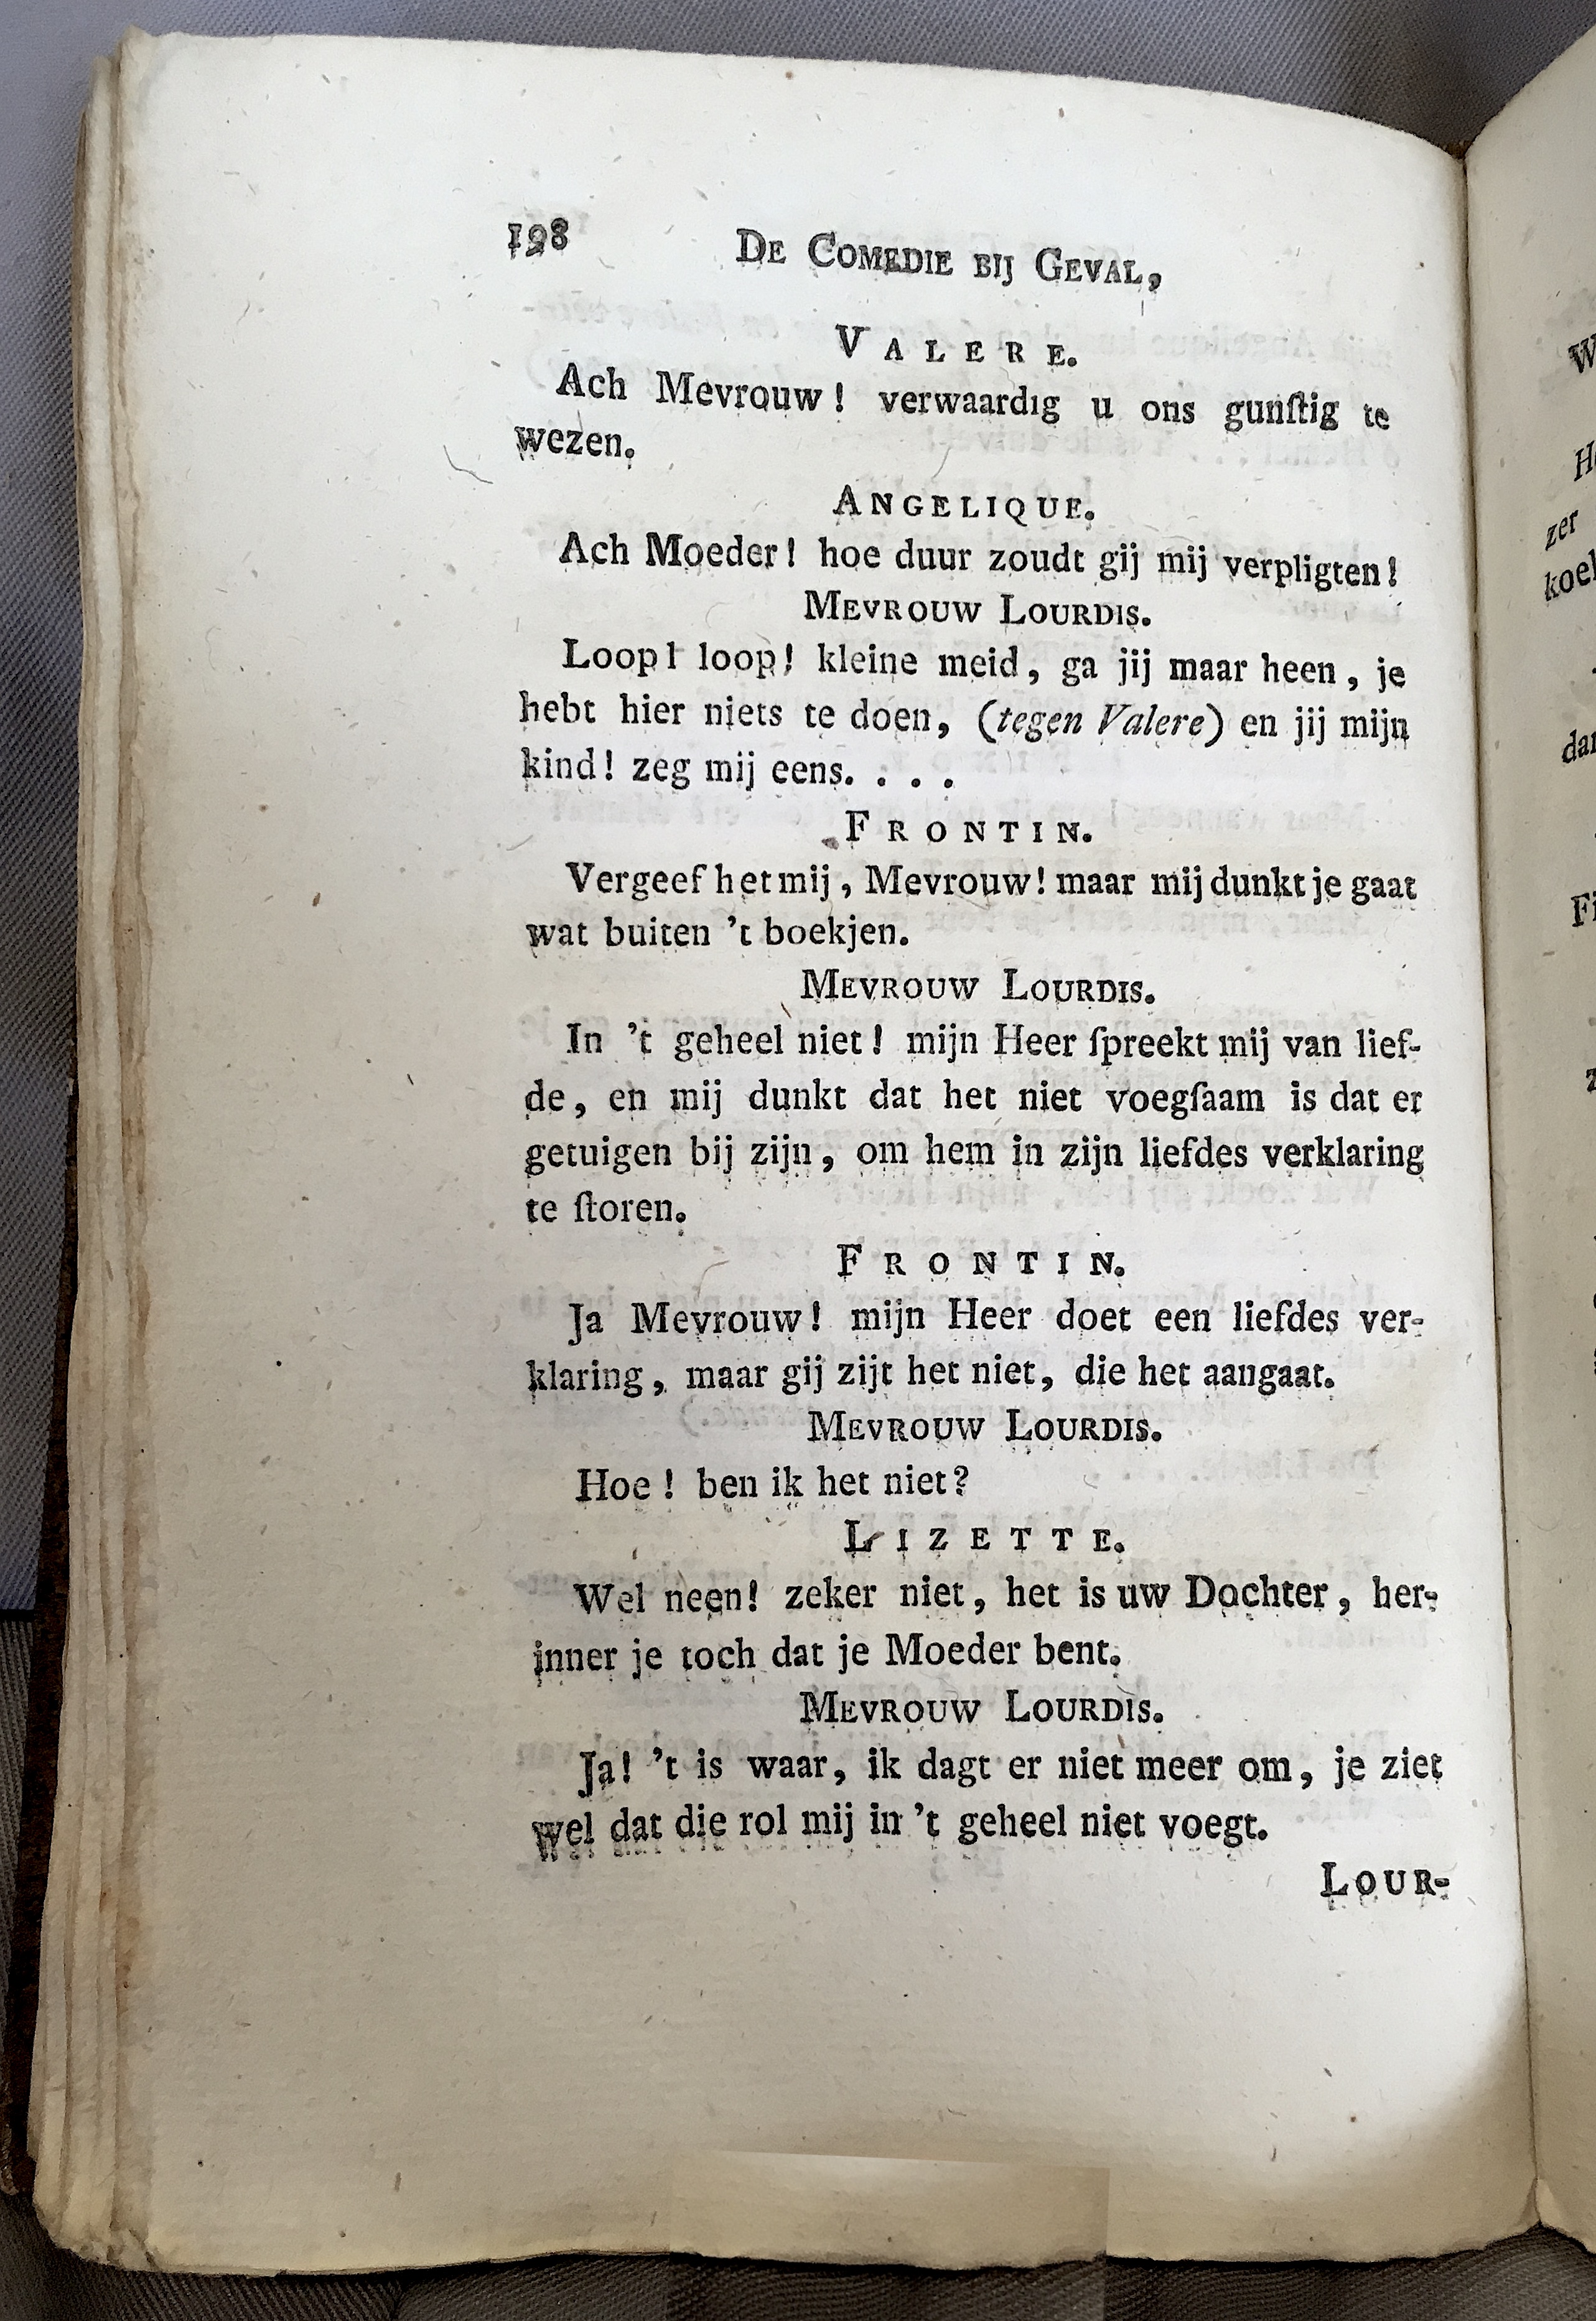 198 DE COMEDIE BIJ GEVAL,
VALERE.
Ach Mevrouw! verwaardig u ons gunſtig te
wezen.
ANGELIQUE.
Ach Moeder! hoe duur zoudt gij mij verpligten!
MEVROUW LOURDIS.
Loop! loop! kleine meid, ga jij maar heen, je
hebt hier niets te doen, (tegen Valere) en jij mijn
kind! zeg mij eens. . . .
FRONTIN.
Vergeef het mij, Mevrouw! maar mij dunkt je gaat
wat buiten 't boekjen.
MEVROUW LOURDIS.
In 't geheel niet! mijn Heer ſpreekt mij van lief-
de, en mij dunkt dat het niet voegſaam is dat er
getuigen bij zijn, om hem in zijn liefdes verklaring
te ſtoren.
FRONTIN.
Ja Mevrouw! mijn Heer doet een liefdes ver-
klaring, maar gij zijt het niet, die het aangaat.
MEVROUW LOURDIS.
Hoe! ben ik het niet?
LIZETTE.
Wel neen! zeker niet, het is uw Dochter, her-
inner je toch dat je Moeder bent.
MEVROUW LOURDIS.
Ja! 't is waar, ik dagt er niet meer om, je ziet
wel dat die rol mij in 't geheel niet voegt.
LOUR-
W
H
zer
koel
dar
Fi
z